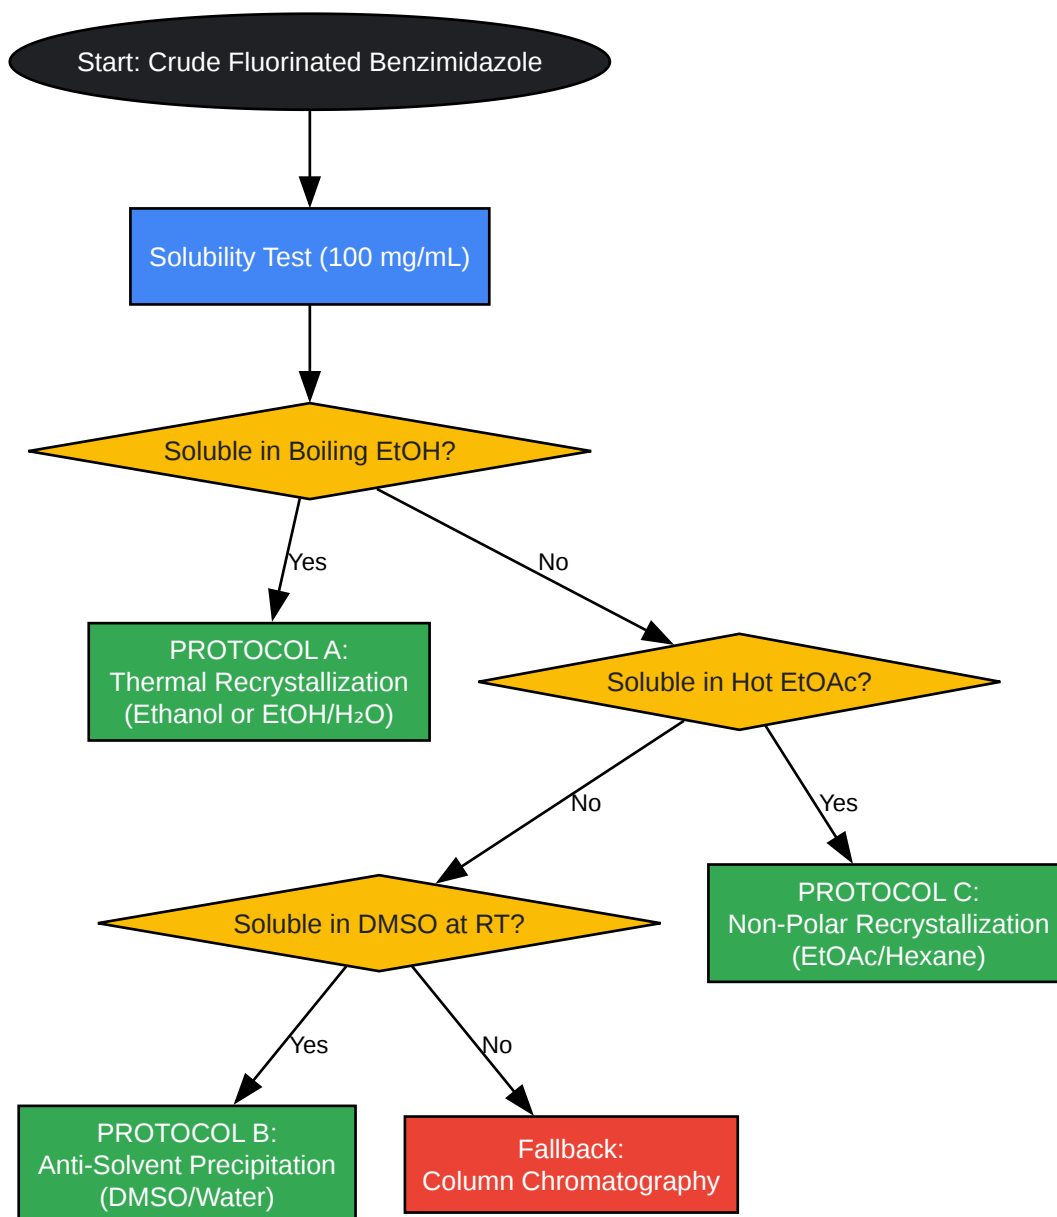 Start: Crude Fluorinated Benzimidazole
Solubility Test (100 mg/mL)
Soluble in Boiling EtOH?
Yes
No
PROTOCOL A:
Thermal Recrystallization
(Ethanol or EtOH/H₂O)
Soluble in Hot EtOAc?
No
Yes
PROTOCOL C:
Non-Polar Recrystallization
(EtOAc/Hexane)
Soluble in DMSO at RT?
Yes
No
PROTOCOL B:
Anti-Solvent Precipitation
(DMSO/Water)
Fallback:
Column Chromatography